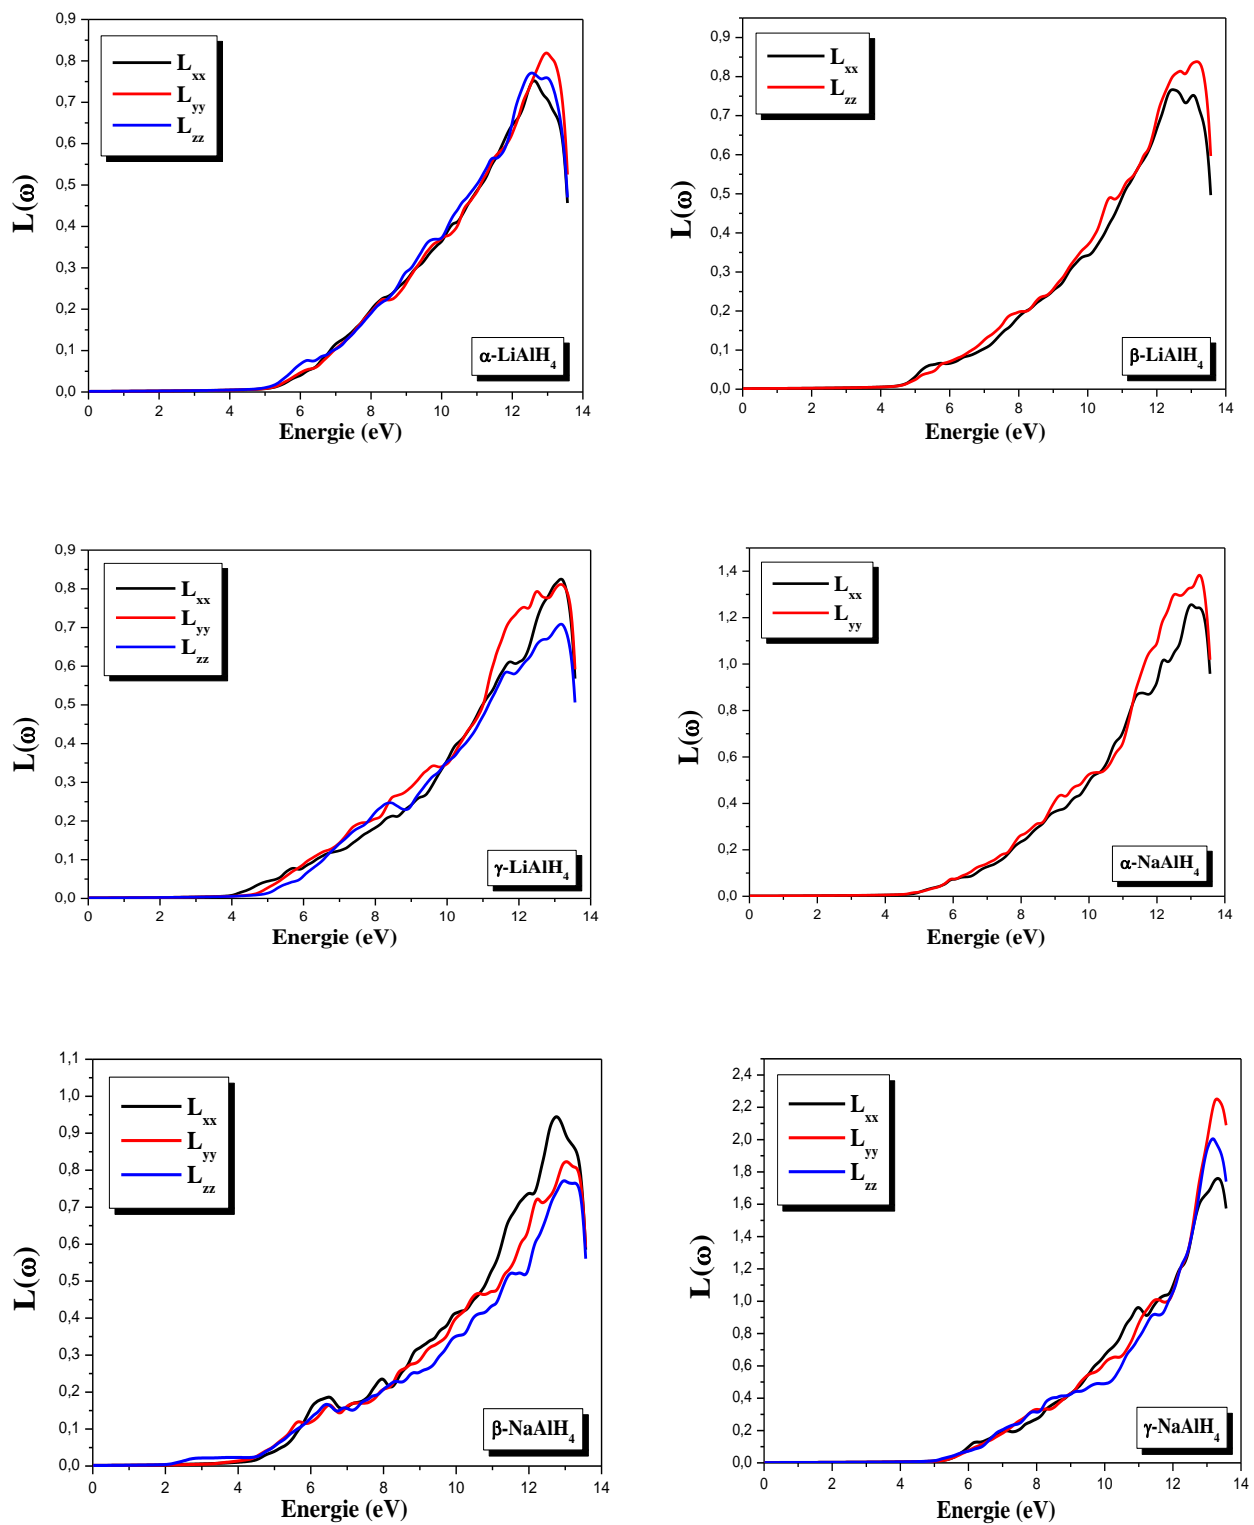 0,9
0,8
0,7
0,6
0,5
0,4
0,3
0,2
0,1
0,0
L(ω)
Lxx
Lyy
Lzz
α-LiAlH4
0 2 4 6 8 10 12 14
Energie (eV)
0,9
0,8
0,7
0,6
0,5
0,4
0,3
0,2
0,1
0,0
L(ω)
Lxx
Lzz
β-LiAlH4
0 2 4 6 8 10 12 14
Energie (eV)
0,9
0,8
0,7
0,6
0,5
0,4
0,3
0,2
0,1
0,0
L(ω)
Lxx
Lyy
Lzz
γ-LiAlH4
0 2 4 6 8 10 12 14
Energie (eV)
1,4
1,2
1,0
0,8
0,6
0,4
0,2
0,0
L(ω)
Lxx
Lyy
α-NaAlH4
0 2 4 6 8 10 12 14
Energie (eV)
1,1
1,0
0,9
0,8
0,7
0,6
0,5
0,4
0,3
0,2
0,1
0,0
L(ω)
Lxx
Lyy
Lzz
β-NaAlH4
0 2 4 6 8 10 12 14
Energie (eV)
2,4
2,2
2,0
1,8
1,6
1,4
1,2
1,0
0,8
0,6
0,4
0,2
0,0
L(ω)
Lxx
Lyy
Lzz
γ-NaAlH4
0 2 4 6 8 10 12 14
Energie (eV)